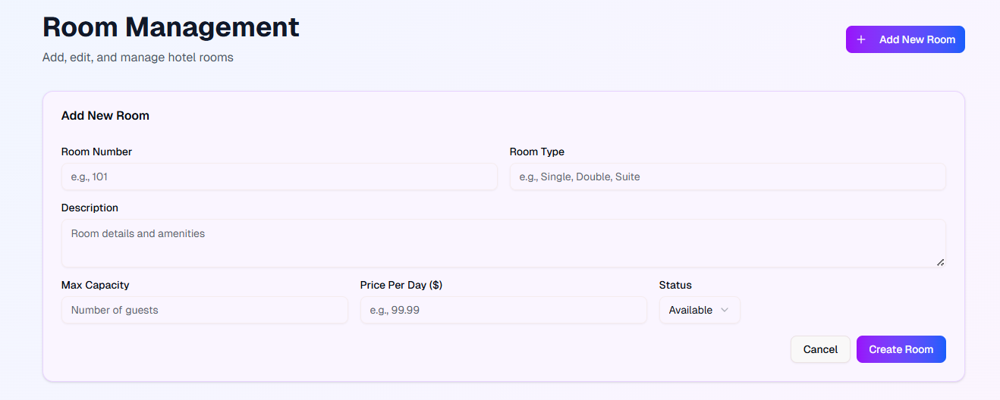 Room Management
Add, edit, and manage hotel rooms
+ Add New Room
Add New Room
Room Number
Room Type
e.g., 101
e.g., Single, Double, Suite
Description
Room details and amenities
Max Capacity
Price Per Day ($)
Status
Number of guests
e.g., 99.99
Available
Cancel
Create Room